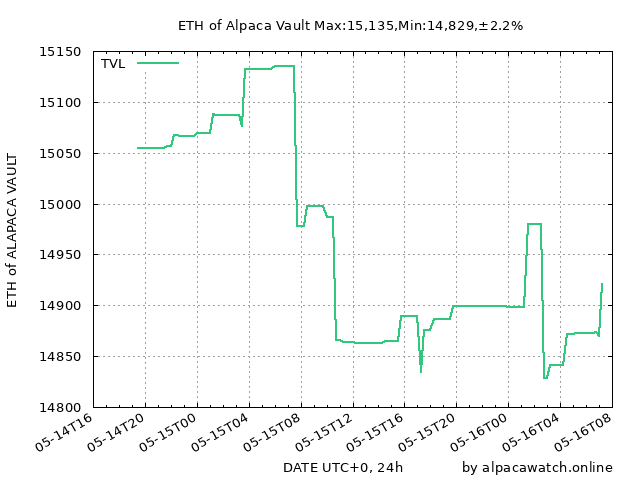 ETH of Alpaca Vault Max:15,135,Min:14,829,±2.2%
TVL
15150
15100
15050
15000
14950
14900
14850
14800
ETH of ALAPACA VAULT
05-14T16
05-14T20
05-15T00
05-15T04
05-15T08
05-15T12
05-15T16
05-15T20
05-16T00
05-16T04
05-16T08
DATE UTC+0, 24h
by alpacawatch.online